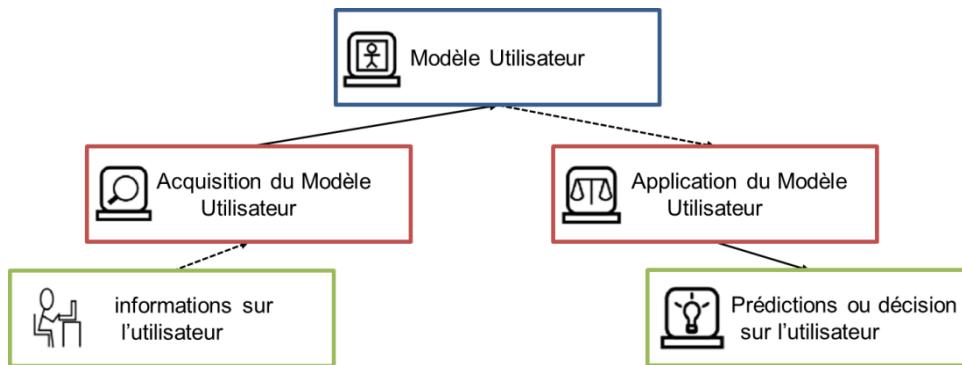 Modèle Utilisateur
Acquisition du Modèle
Utilisateur
Application du Modèle
Utilisateur
informations sur
l'utilisateur
Prédictions ou décision
sur l'utilisateur